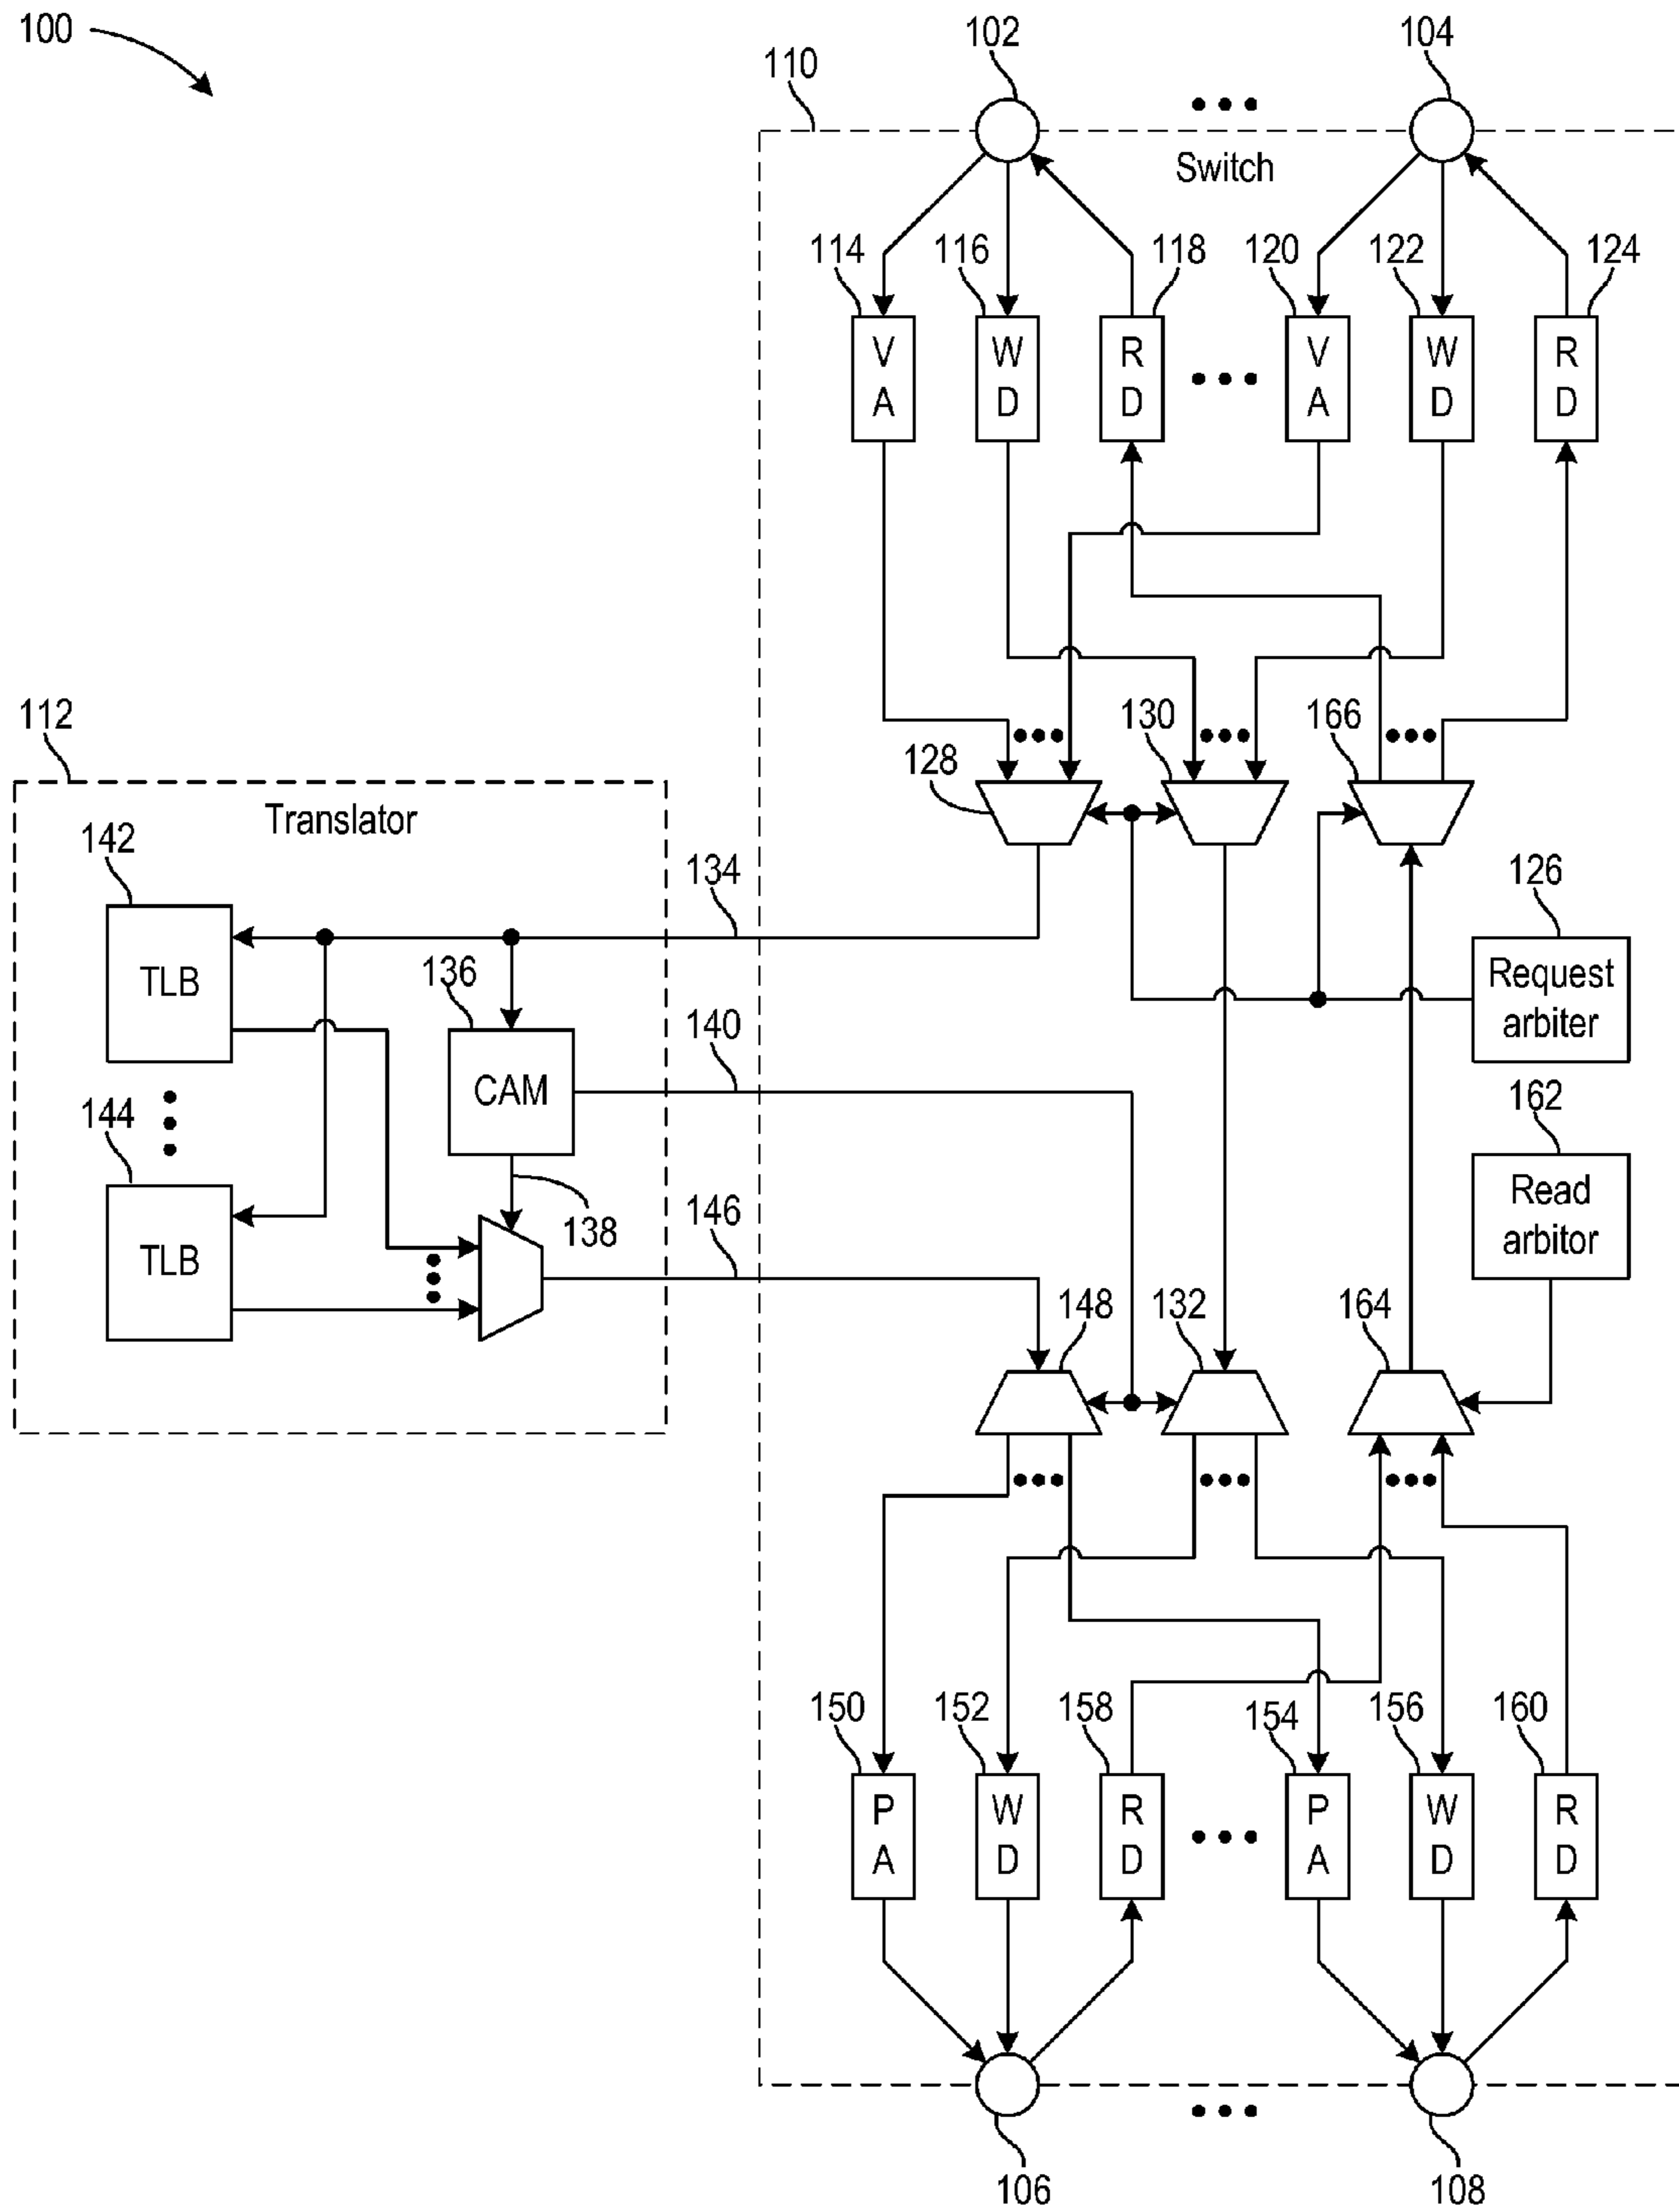 100
102
104
110
Switch
114
116
118
120
122
124
V
A
W
D
R
D
V
A
W
D
R
D
112
130
166
128
Translator
142
134
126
TLB
136
Request
arbiter
140
CAM
144
162
Read
arbitor
TLB
138
146
148
132
164
150
152
158
154
156
160
P
A
W
D
R
D
P
A
W
D
R
D
106
108